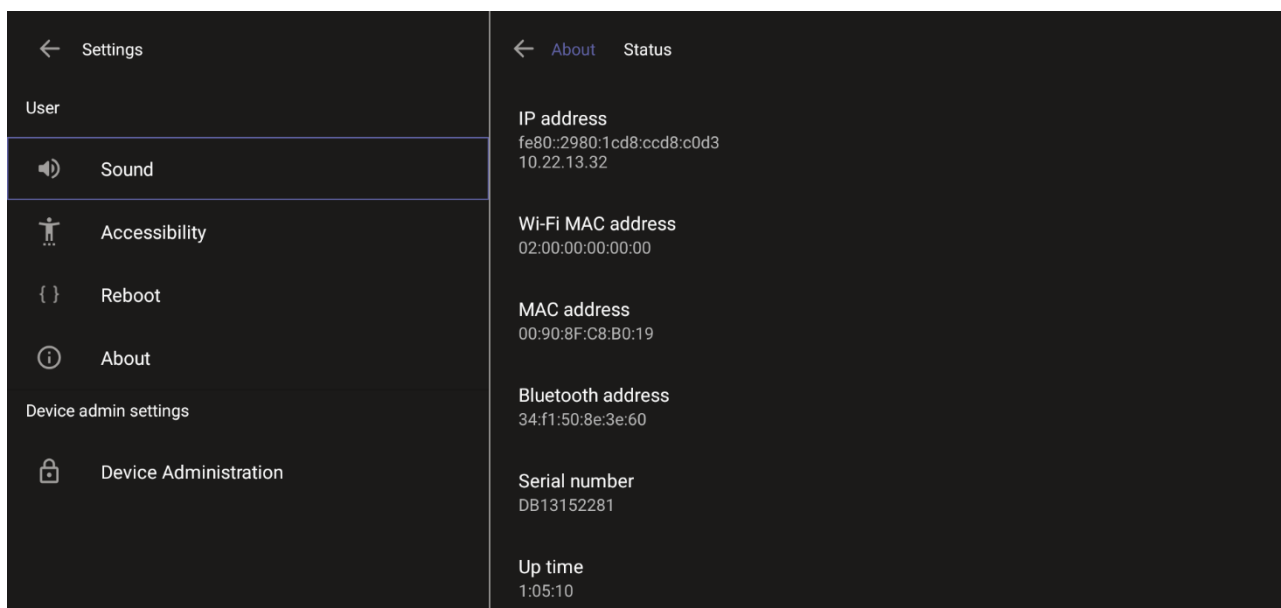 Settings
User
Sound
Accessibility
{ } Reboot
About
Device admin settings
Device Administration
About Status
IP address
fe80::2980:1cd8:ccd8:c0d3
10.22.13.32
Wi-Fi MAC address
02:00:00:00:00:00
MAC address
00:90:8F:C8:B0:19
Bluetooth address
34:f1:50:8e:3e:60
Serial number
DB13152281
Up time
1:05:10